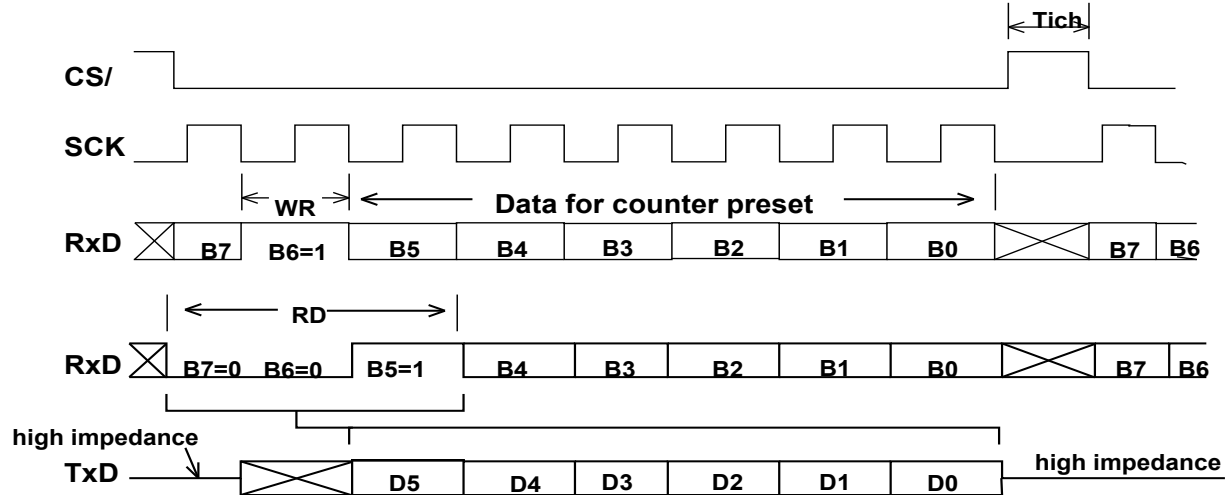 Tich
CS/
SCK
WR
Data for counter preset
RxD B7 B6=1 B5 B4 B3 B2 B1 B0 B7 B6
RD
RxD B7=0 B6=0 B5=1 B4 B3 B2 B1 B0 B7 B6
high impedance
high impedance
TxD D5 D4 D3 D2 D1 D0